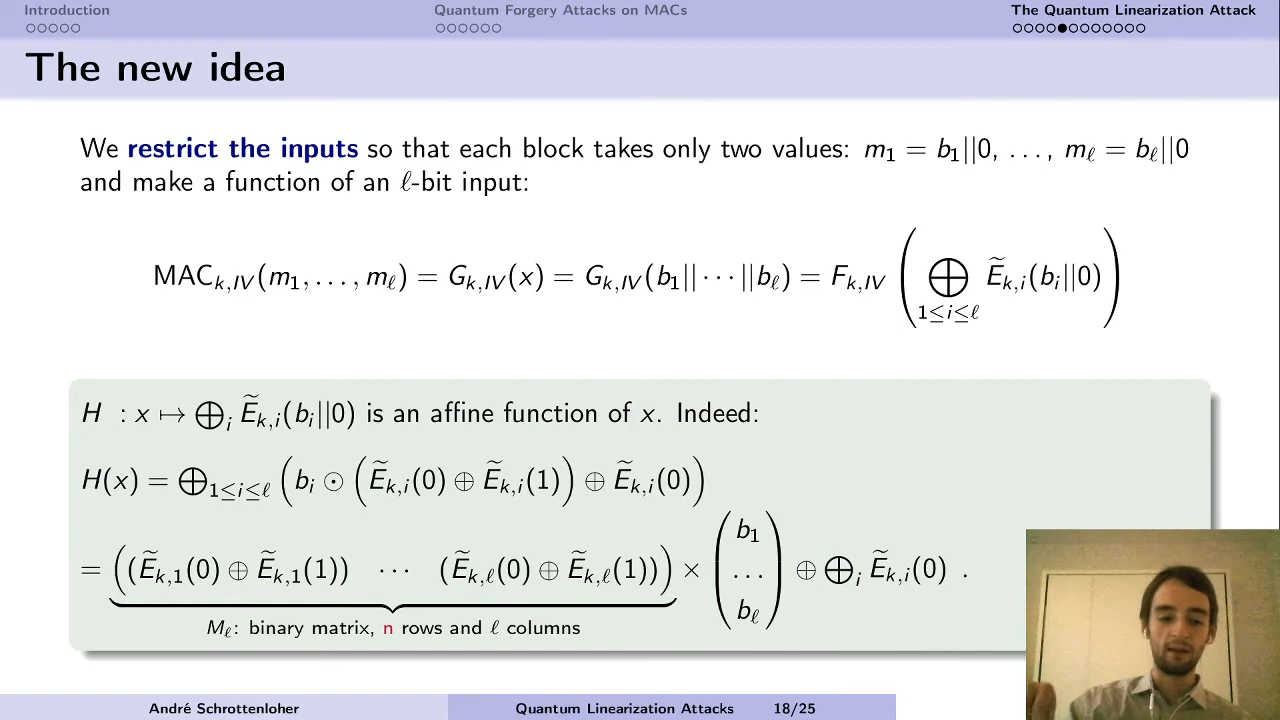 Introduction
Quantum Forgery Attacks on MACs
The Quantum Linearization Attack
The new idea
We restrict the inputs so that each block takes only two values: m₁ = b₁||0, . . . , m_ℓ = b_ℓ||0
and make a function of an ℓ-bit input:
MAC_{k,IV}(m₁, . . . , m_ℓ) = G_{k,IV}(x) = G_{k,IV}(b₁|| · · · ||b_ℓ) = F_{k,IV} ( ⨁_{1≤i≤ℓ} Ẽ_{k,i}(b_i||0) )
H : x ↦ ⨁_i Ẽ_{k,i}(b_i||0) is an affine function of x. Indeed:
H(x) = ⨁_{1≤i≤ℓ} ( b_i ⊙ ( Ẽ_{k,i}(0) ⊕ Ẽ_{k,i}(1) ) ⊕ Ẽ_{k,i}(0) )
= ( (Ẽ_{k,1}(0) ⊕ Ẽ_{k,1}(1)) · · · (Ẽ_{k,ℓ}(0) ⊕ Ẽ_{k,ℓ}(1)) ) × ( b₁ . . . b_ℓ ) ⊕ ⨁_i Ẽ_{k,i}(0) .
M_ℓ: binary matrix, n rows and ℓ columns
André Schrottenloher
Quantum Linearization Attacks
18/25